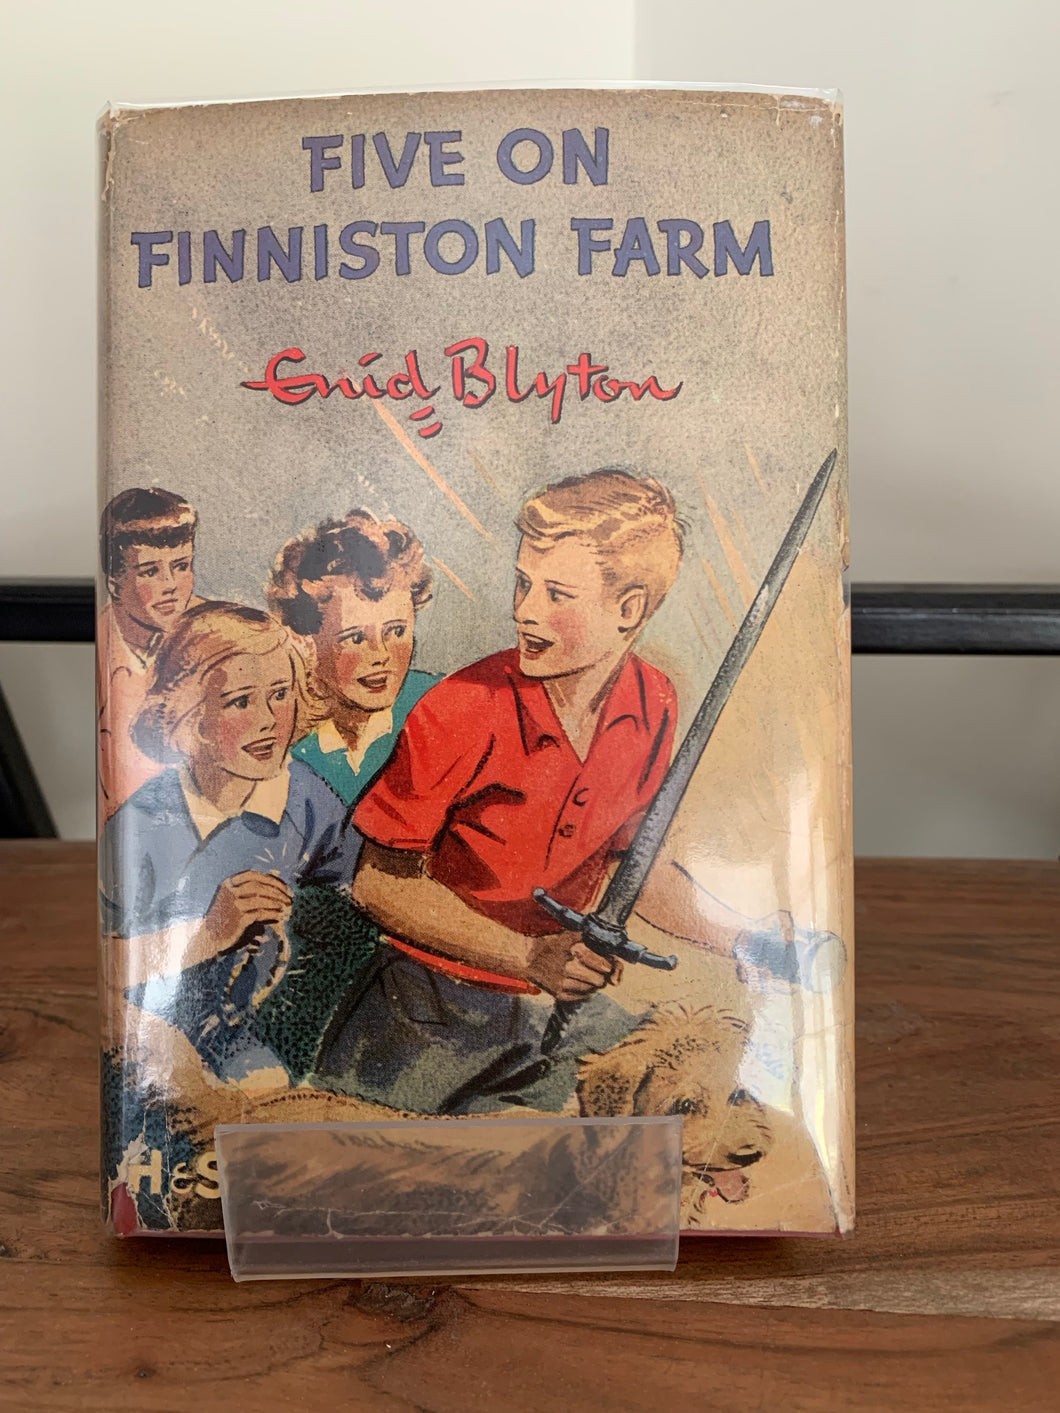 FIVE ON
FINNISTON FARM
Enid Blyton
H & S